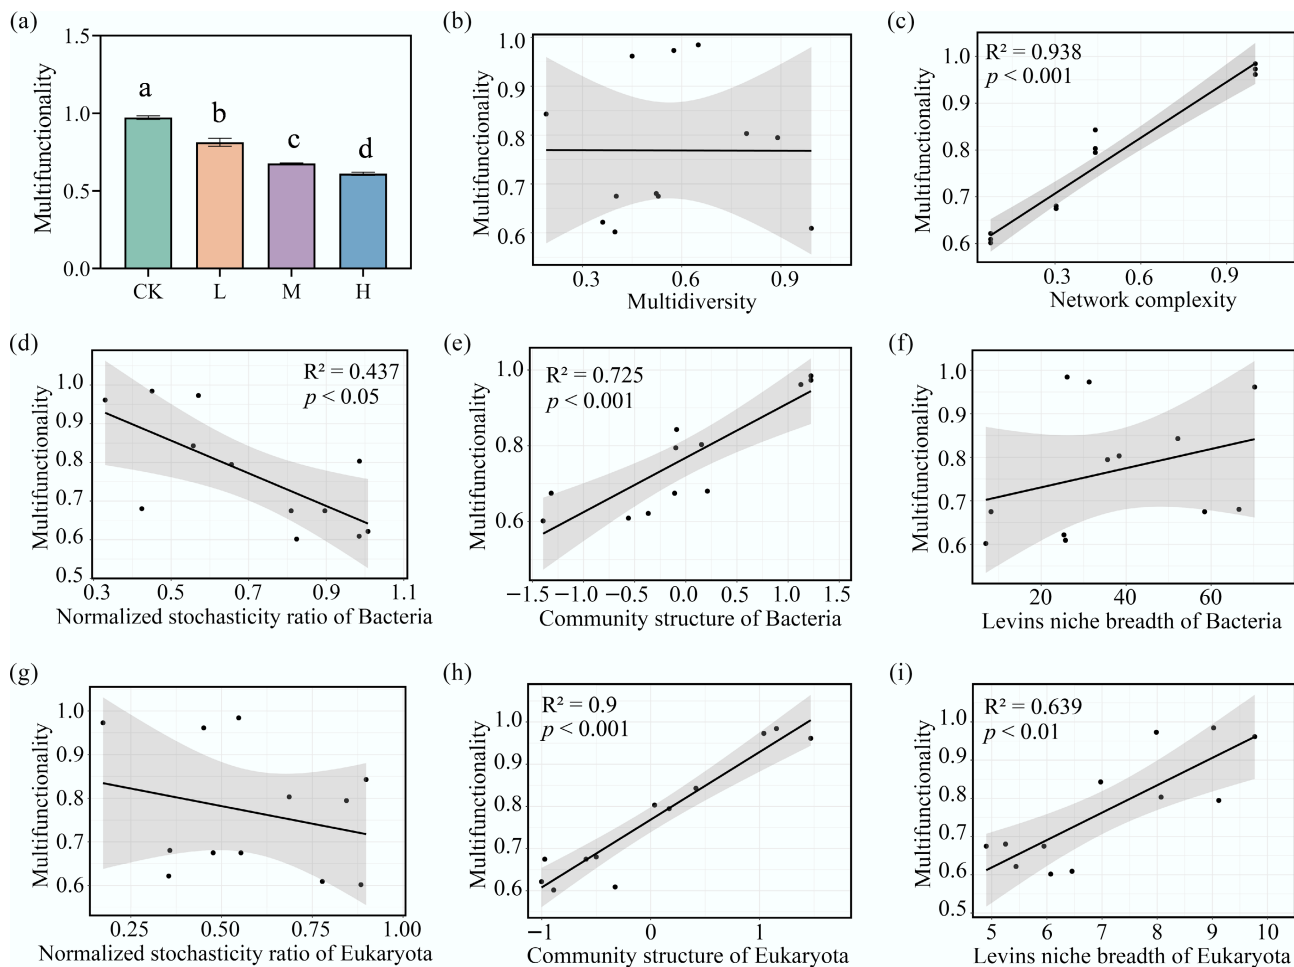 (a)
Multifunctionality
1.5
1.0
0.5
0.0
a
b
c
d
CK L M H
(b)
Multifunctionality
1.0
0.9
0.8
0.7
0.6
0.3 0.6 0.9
Multidiversity
(c)
Multifunctionality
R² = 0.938
p < 0.001
1.0
0.9
0.8
0.7
0.6
0.3 0.6 0.9
Network complexity
(d)
Multifunctionality
R² = 0.437
p < 0.05
1.0
0.9
0.8
0.7
0.6
0.5
0.3 0.5 0.7 0.9 1.1
Normalized stochasticity ratio of Bacteria
(e)
Multifunctionality
R² = 0.725
p < 0.001
1.0
0.8
0.6
−1.5 −1.0 −0.5 0.0 0.5 1.0 1.5
Community structure of Bacteria
(f)
Multifunctionality
1.0
0.9
0.8
0.7
0.6
20 40 60
Levins niche breadth of Bacteria
(g)
Multifunctionality
1.0
0.9
0.8
0.7
0.6
0.25 0.50 0.75 1.00
Normalized stochasticity ratio of Eukaryota
(h)
Multifunctionality
R² = 0.9
p < 0.001
1.0
0.9
0.8
0.7
0.6
−1 0 1
Community structure of Eukaryota
(i)
Multifunctionality
R² = 0.639
p < 0.01
1.0
0.9
0.8
0.7
0.6
0.5
5 6 7 8 9 10
Levins niche breadth of Eukaryota